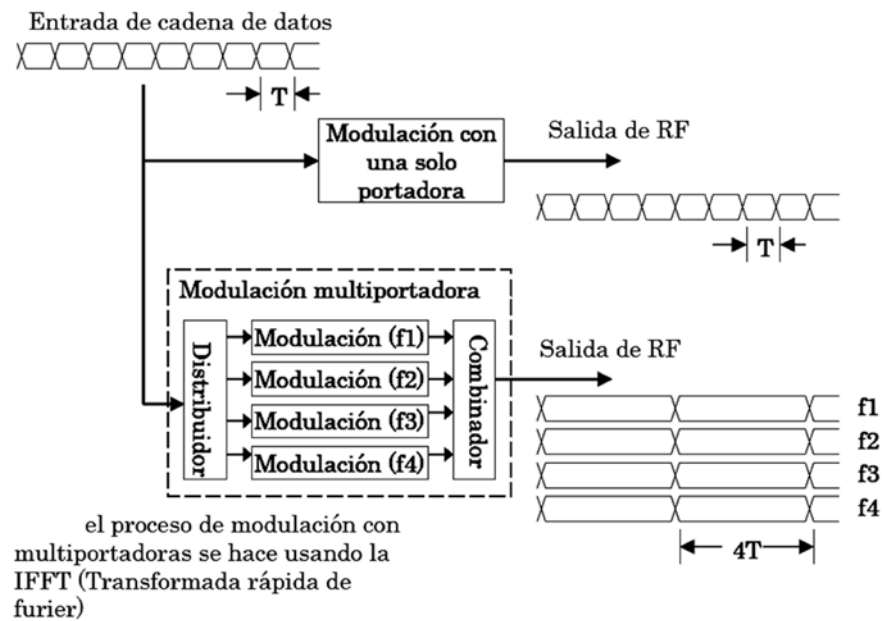 Entrada de cadena de datos
T
Modulación con
una solo
portadora
Salida de RF
T
Modulación multiportadora
Distribuidor
Modulación (f1)
Modulación (f2)
Modulación (f3)
Modulación (f4)
Combinador
Salida de RF
f1
f2
f3
f4
4T
el proceso de modulación con
multiportadoras se hace usando la
IFFT (Transformada rápida de
furier)